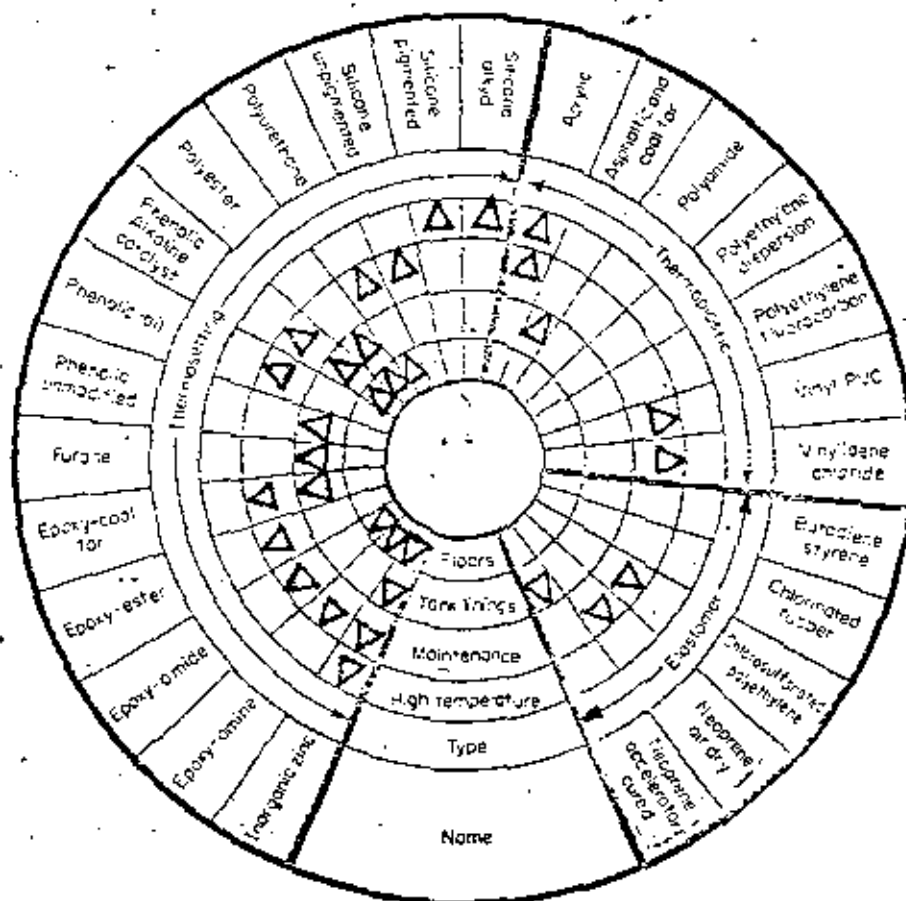 Silicone
alkyd
Acrylic
Asphaltic and
coal tar
Polyamide
Polyethylene
dispersion
Polyethylene
fluorocarbon
Vinyl PVC
Vinylidene
chloride
Butadiene
styrene
Chlorinated
rubber
Chlorosulfonated
polyethylene
Neoprene
air dry
Neoprene
accelerator
cured
Name
Inorganic zinc
Epoxy-amine
Epoxy-amide
Epoxy-ester
Epoxy-coal
tar
Furane
Phenolic
unmodified
Phenolic-oil
Phenolic
Alkaline
catalyst
Polyester
Polyurethane
Silicone
unpigmented
Silicone
pigmented
Thermosetting
Thermoplastic
Elastomer
Fibers
Tank linings
Maintenance
High temperature
Type